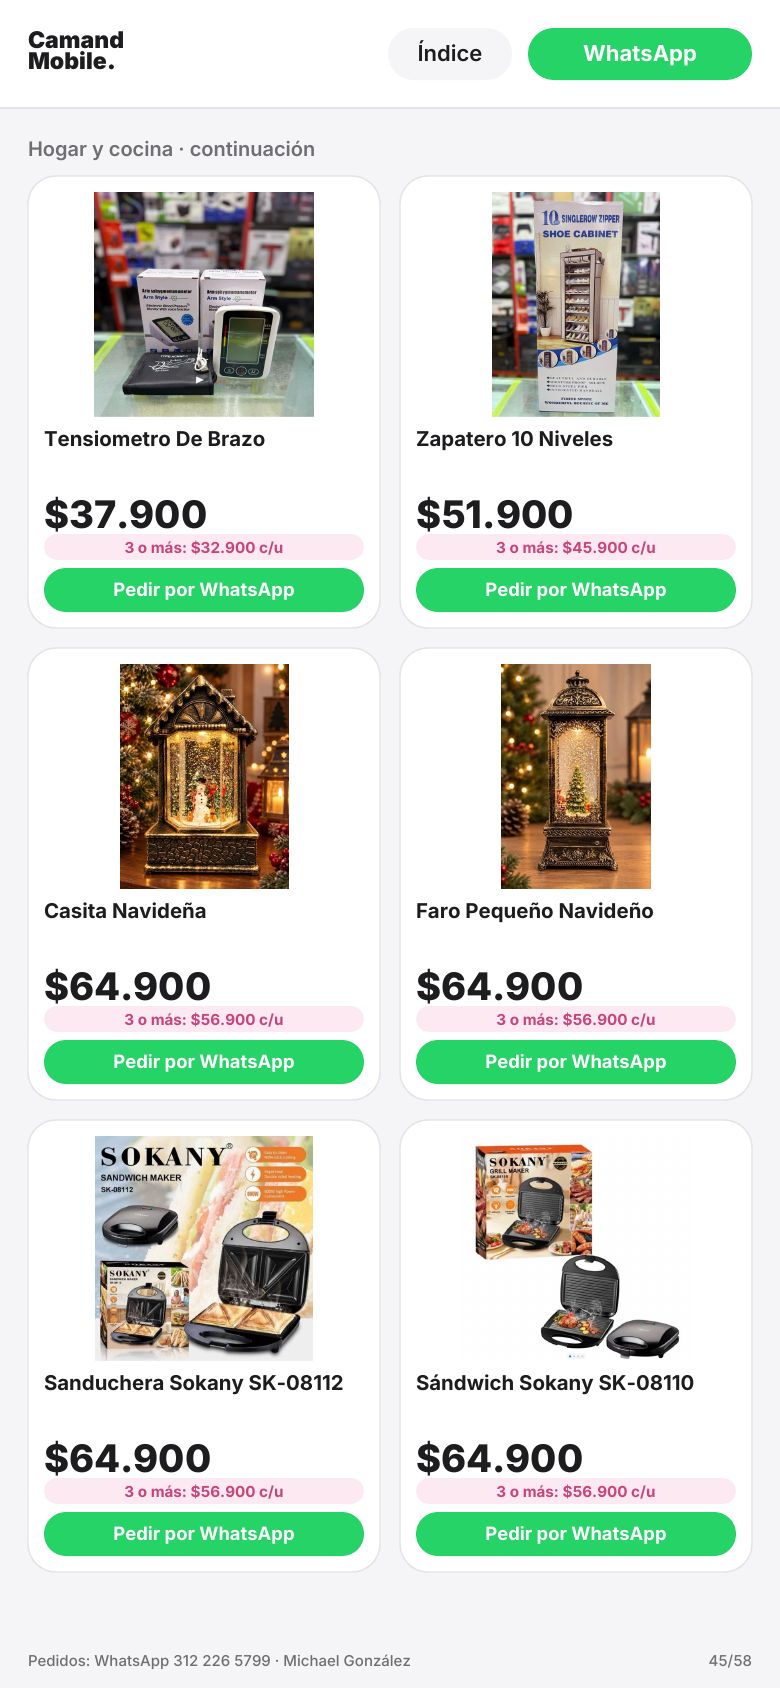 Camand
Mobile.
Índice
WhatsApp
Hogar y cocina · continuación
Arm Style
Arm Style
Tensiometro De Brazo
$37.900
3 o más: $32.900 c/u
Pedir por WhatsApp
10 SINGLEROW ZIPPER
SHOE CABINET
Zapatero 10 Niveles
$51.900
3 o más: $45.900 c/u
Pedir por WhatsApp
Casita Navideña
$64.900
3 o más: $56.900 c/u
Pedir por WhatsApp
Faro Pequeño Navideño
$64.900
3 o más: $56.900 c/u
Pedir por WhatsApp
SOKANY®
SANDWICH MAKER
SK-08112
SOKANY
Sanduchera Sokany SK-08112
$64.900
3 o más: $56.900 c/u
Pedir por WhatsApp
SOKANY
GRILL MAKER
Sándwich Sokany SK-08110
$64.900
3 o más: $56.900 c/u
Pedir por WhatsApp
Pedidos: WhatsApp 312 226 5799 · Michael González
45/58